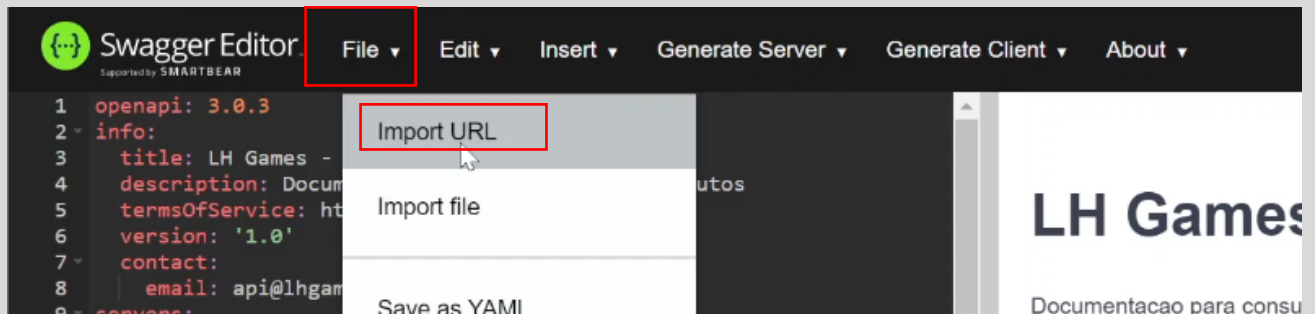 Swagger Editor
Supported by SMARTBEAR
File Edit Insert Generate Server Generate Client About
1 openapi: 3.0.3
2 info:
3 title: LH Games -
4 description: Docum utos
5 termsOfService: ht
6 version: '1.0'
7 contact:
8 email: api@lhgam
9 servers:
Import URL
Import file
Save as YAML
LH Games
Documentacao para consu